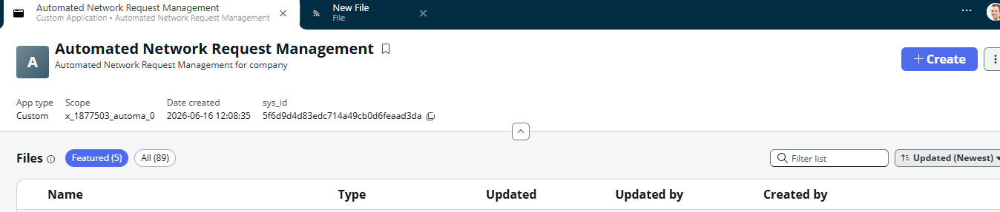 Automated Network Request Management
Custom Application • Automated Network Request Management
New File
File
A
Automated Network Request Management
Automated Network Request Management for company
+ Create
App type
Scope
Date created
sys_id
Custom
x_1877503_automa_0
2026-06-16 12:08:35
5f6d9d4d83edc714a49cb0d6feaad3da
Files
Featured (5)
All (89)
Filter list
Updated (Newest)
Name
Type
Updated
Updated by
Created by